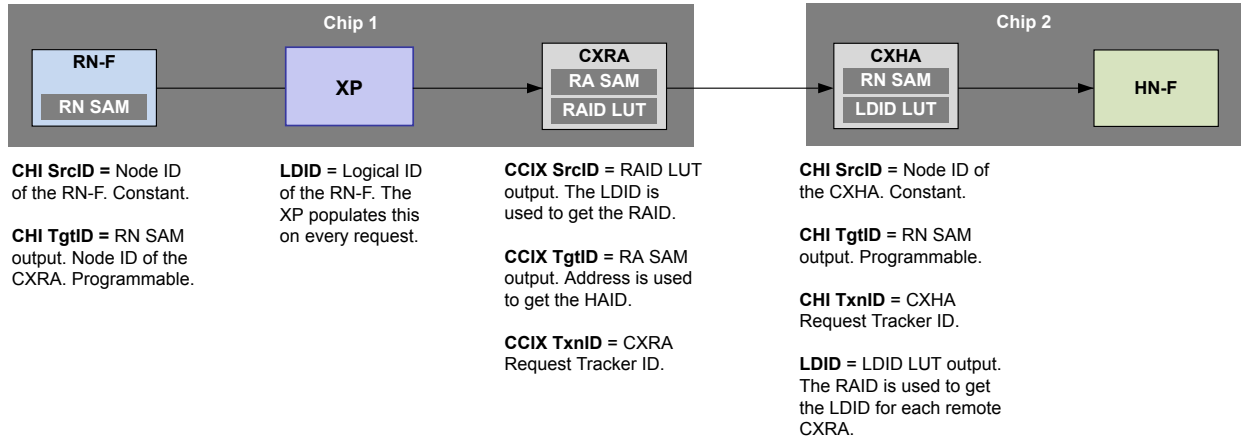 Chip 1
Chip 2
RN-F
RN SAM
XP
CXRA
RA SAM
RAID LUT
CXHA
RN SAM
LDID LUT
HN-F
CHI SrcID = Node ID
of the RN-F. Constant.
CHI TgtID = RN SAM
output. Node ID of the
CXRA. Programmable.
LDID = Logical ID
of the RN-F. The
XP populates this
on every request.
CCIX SrcID = RAID LUT
output. The LDID is
used to get the RAID.
CCIX TgtID = RA SAM
output. Address is used
to get the HAID.
CCIX TxnID = CXRA
Request Tracker ID.
CHI SrcID = Node ID of
the CXHA. Constant.
CHI TgtID = RN SAM
output. Programmable.
CHI TxnID = CXHA
Request Tracker ID.
LDID = LDID LUT output.
The RAID is used to get
the LDID for each remote
CXRA.